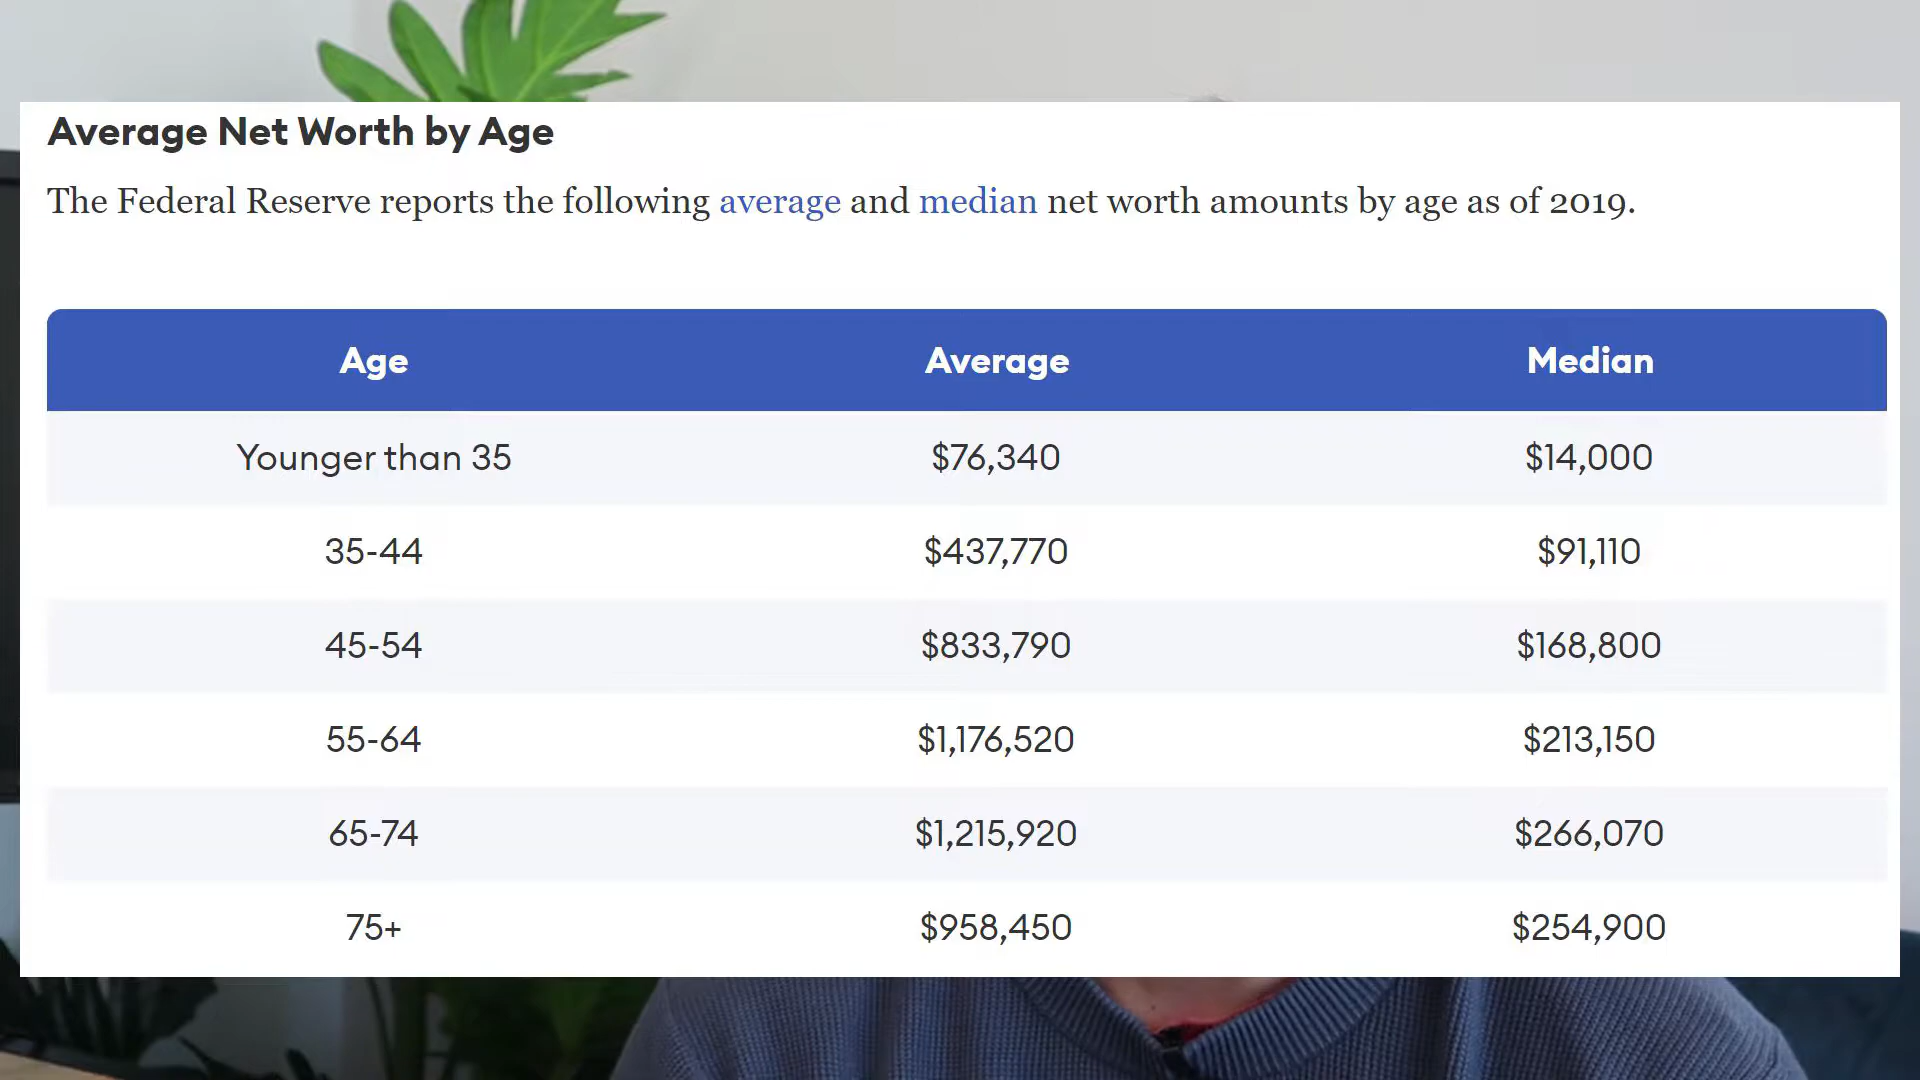 Average Net Worth by Age
The Federal Reserve reports the following average and median net worth amounts by age as of 2019.
Age Average Median
Younger than 35 $76,340 $14,000
35-44 $437,770 $91,110
45-54 $833,790 $168,800
55-64 $1,176,520 $213,150
65-74 $1,215,920 $266,070
75+ $958,450 $254,900